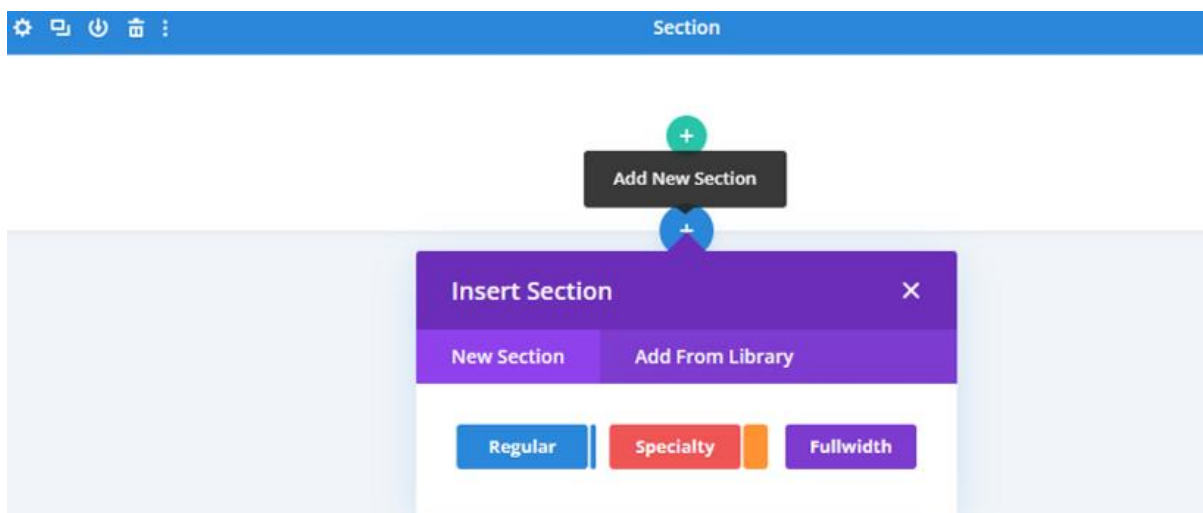 Section
Add New Section
Insert Section
New Section Add From Library
Regular Specialty Fullwidth